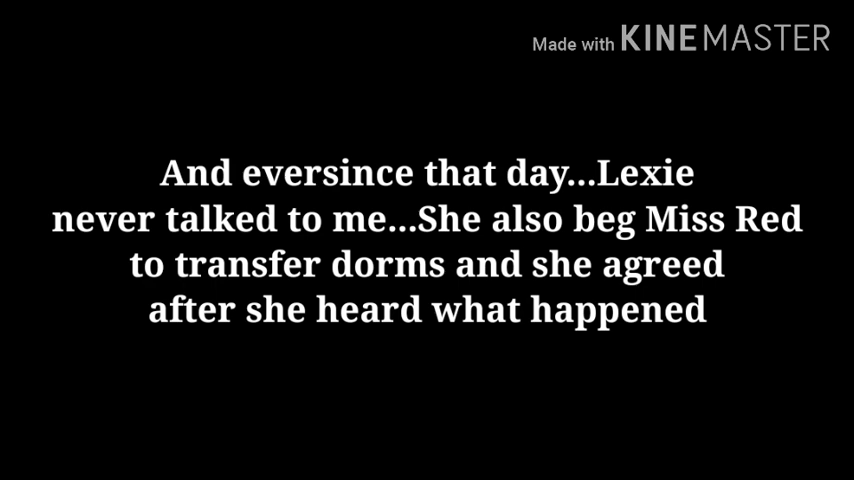 Made with KINEMASTER
And eversince that day...Lexie
never talked to me...She also beg Miss Red
to transfer dorms and she agreed
after she heard what happened